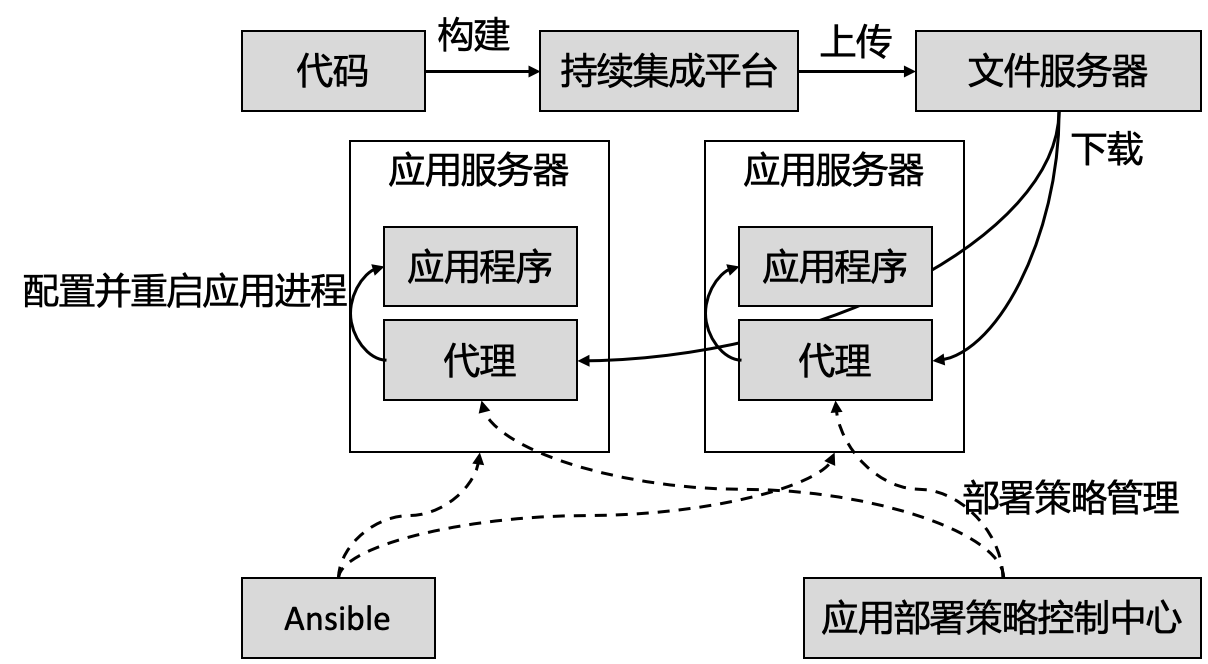 代码
构建
持续集成平台
上传
文件服务器
下载
应用服务器
应用服务器
应用程序
应用程序
配置并重启应用进程
代理
代理
部署策略管理
Ansible
应用部署策略控制中心